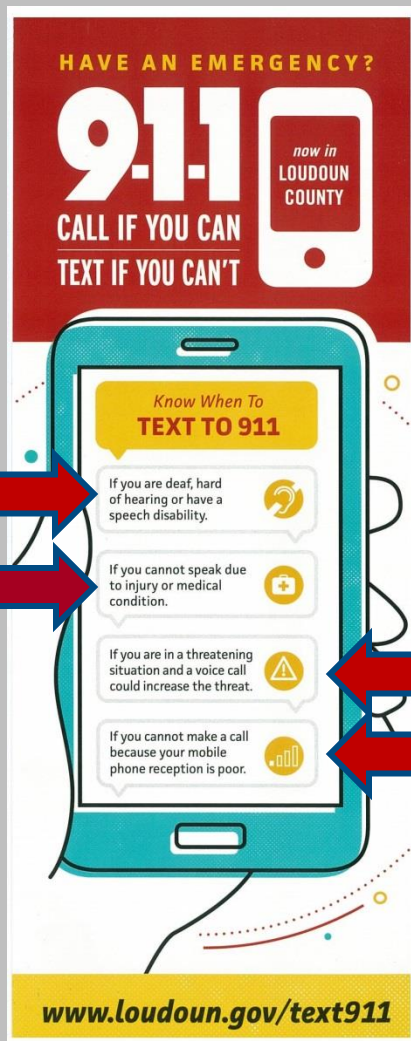 HAVE AN EMERGENCY?
9-1-1
CALL IF YOU CAN
TEXT IF YOU CAN'T
now in
LOUDOUN
COUNTY
Know When To
TEXT TO 911
If you are deaf, hard
of hearing or have a
speech disability.
If you cannot speak due
to injury or medical
condition.
If you are in a threatening
situation and a voice call
could increase the threat.
If you cannot make a call
because your mobile
phone reception is poor.
www.loudoun.gov/text911